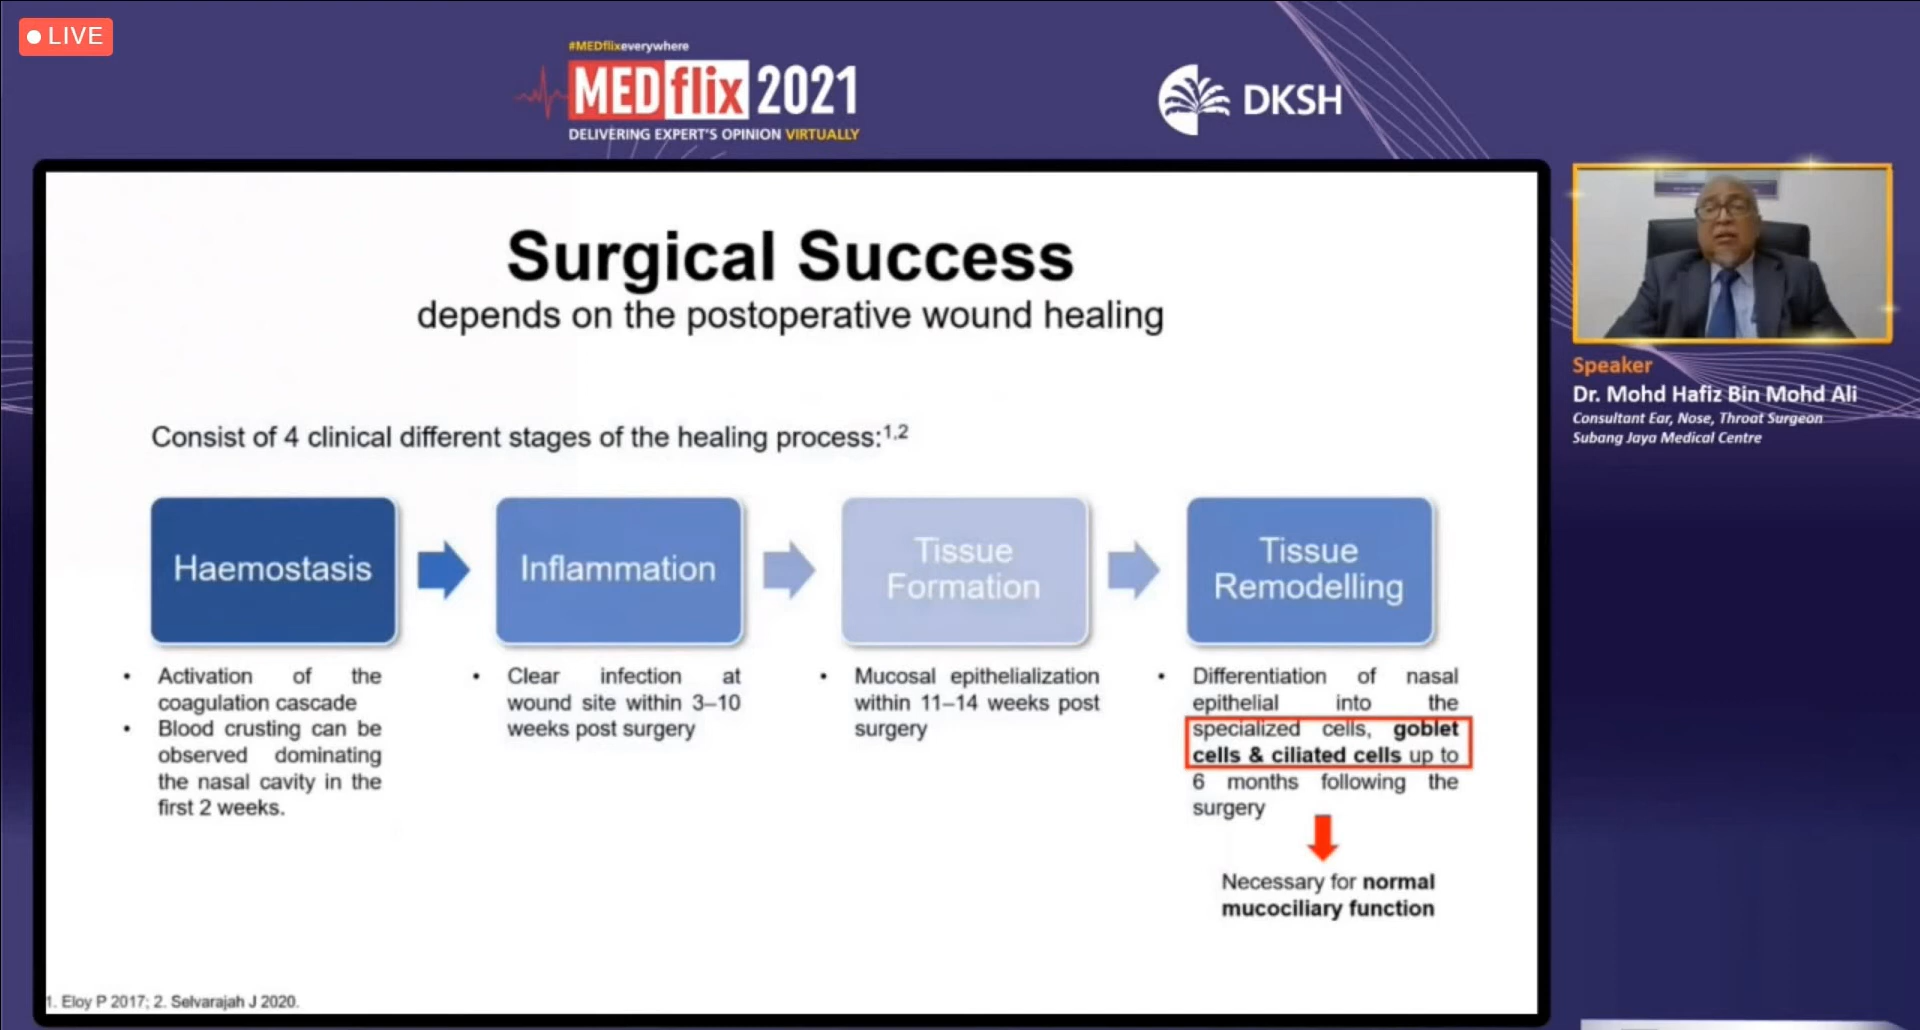 LIVE
#MEDflixeverywhere
MEDflix 2021
DELIVERING EXPERT'S OPINION VIRTUALLY
DKSH
Surgical Success
depends on the postoperative wound healing
Consist of 4 clinical different stages of the healing process:1,2
Haemostasis
Inflammation
Tissue
Formation
Tissue
Remodelling
• Activation of the
coagulation cascade
• Blood crusting can be
observed dominating
the nasal cavity in the
first 2 weeks.
• Clear infection at
wound site within 3–10
weeks post surgery
• Mucosal epithelialization
within 11–14 weeks post
surgery
• Differentiation of nasal
epithelial into the
specialized cells, goblet
cells & ciliated cells up to
6 months following the
surgery
Necessary for normal
mucociliary function
1. Eloy P 2017; 2. Selvarajah J 2020.
Speaker
Dr. Mohd Hafiz Bin Mohd Ali
Consultant Ear, Nose, Throat Surgeon
Subang Jaya Medical Centre